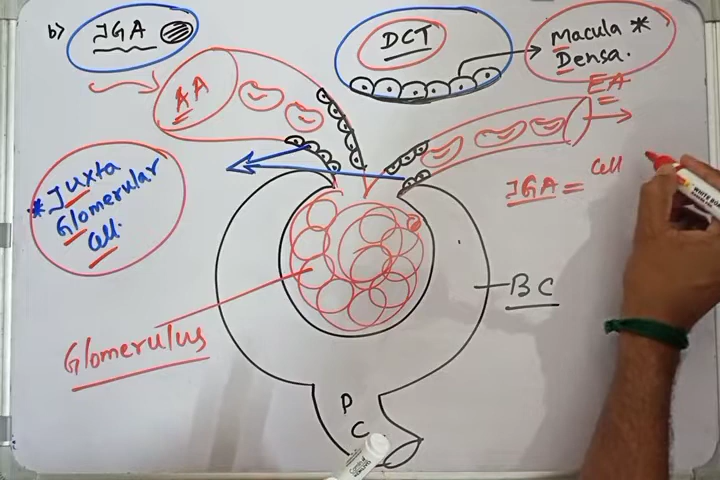 b) JGA
DCT
Macula *
Densa.
AA
EA
* Juxta
Glomerular
Cell.
JGA = Cell
Glomerulus
BC
P
C